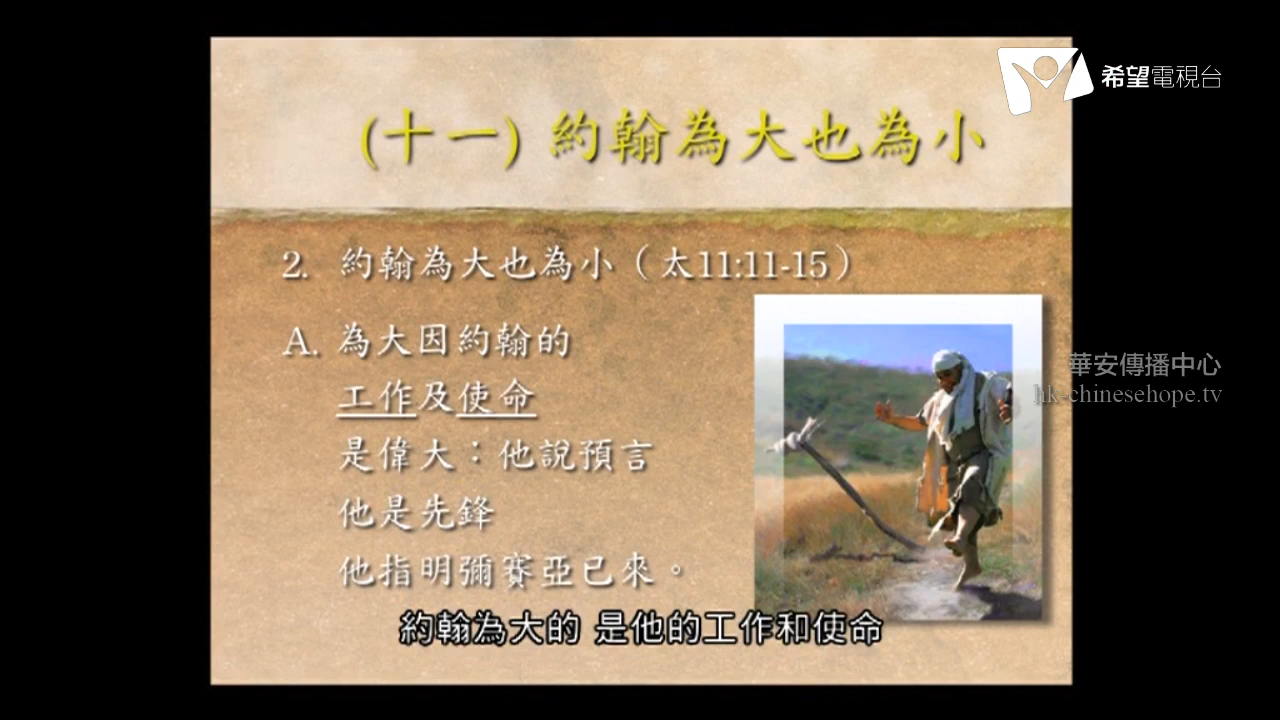 希望電視台
(十一) 約翰為大也為小
2. 約翰為大也為小（太11:11-15）
A. 為大因約翰的
工作及使命
是偉大：他說預言
他是先鋒
他指明彌賽亞已來。
華安傳播中心
hk-chinesehope.tv
約翰為大的 是他的工作和使命